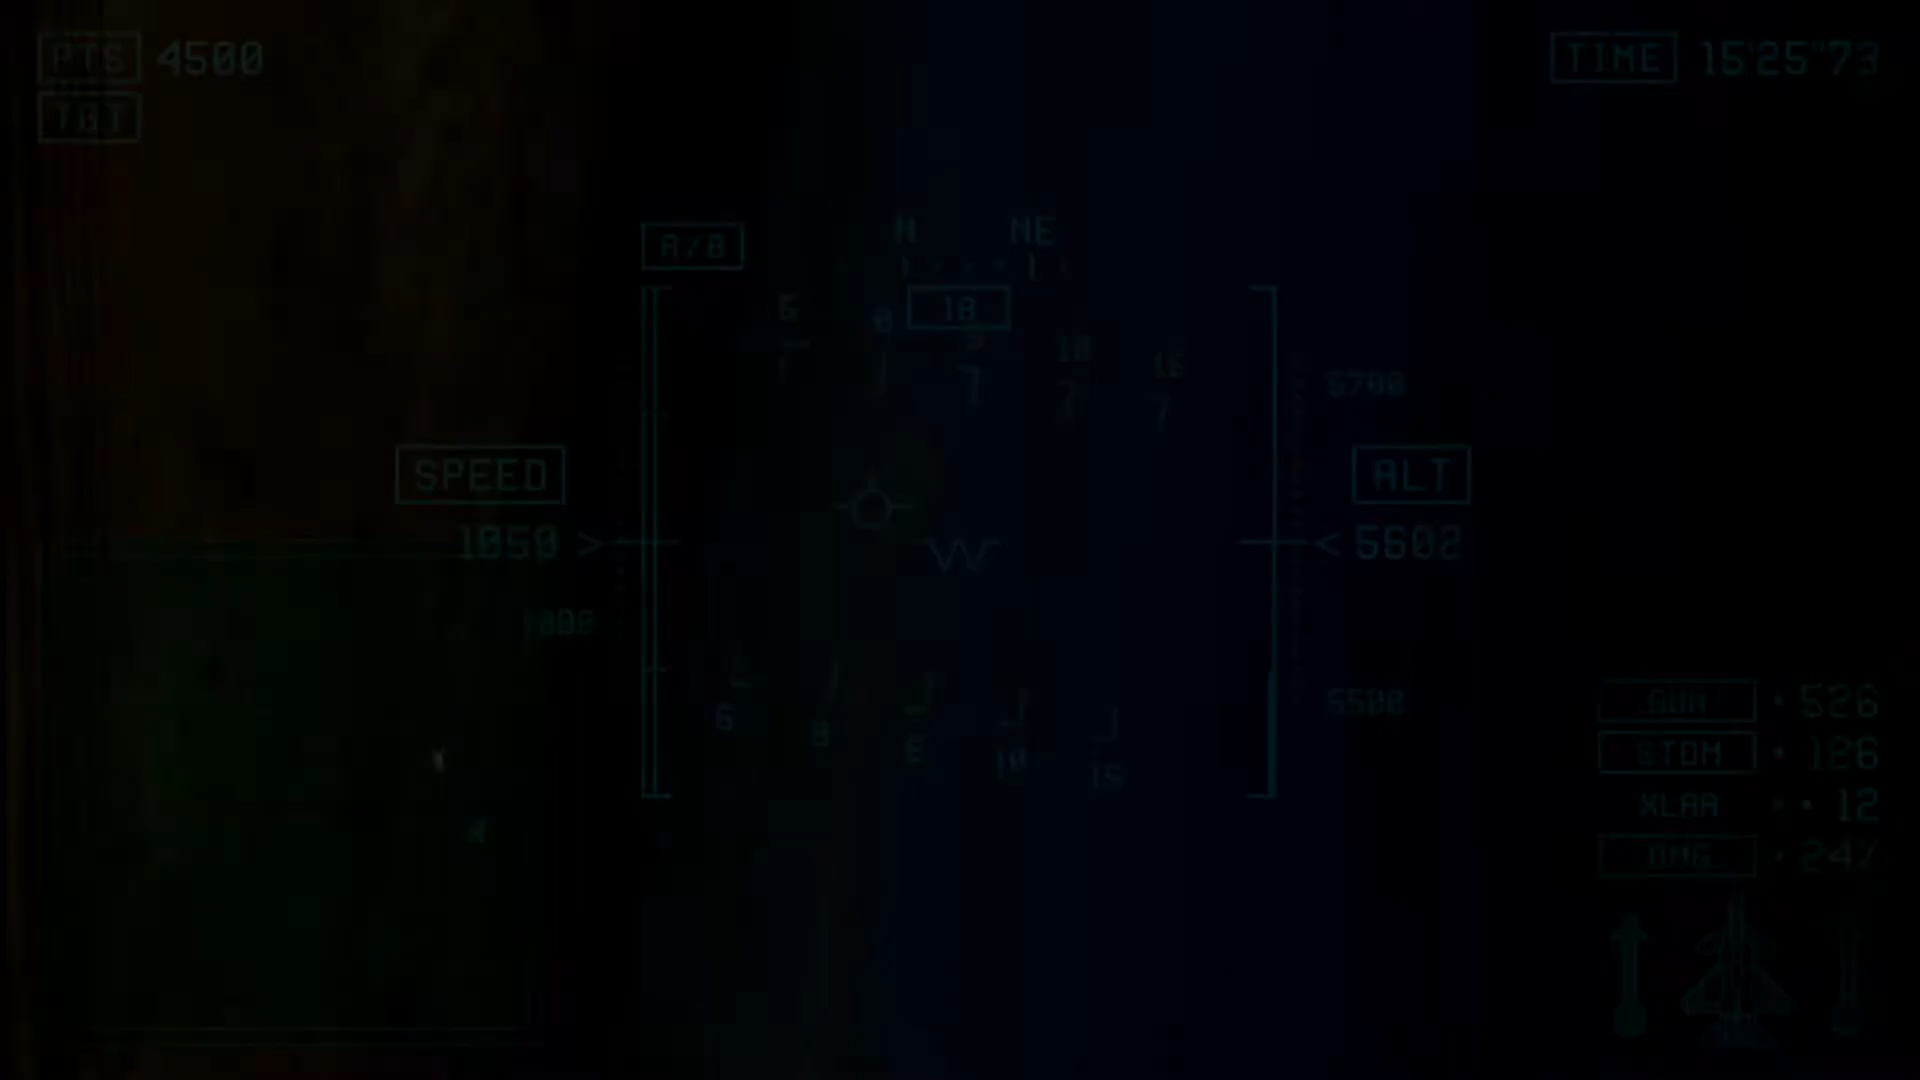 PTS 4500
TIME 15'25"73
TGT
N NE
A/B
18
5 0 5 10 15
5700
SPEED
ALT
1050
5602
1000
5500
GUN 526
STDM 126
XLAA 12
DMG 24%
10 15